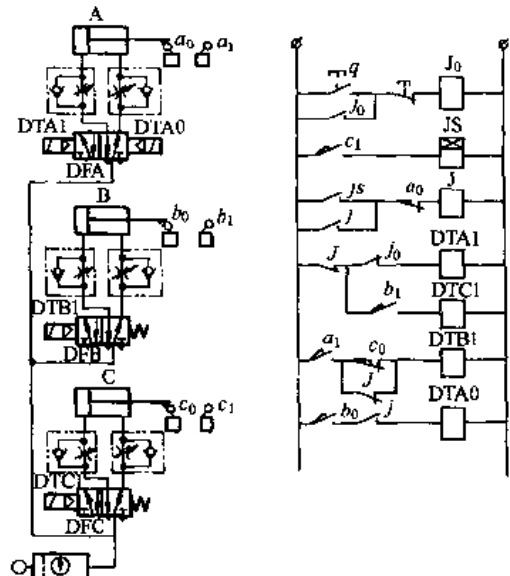 A
a₀ a₁
DTA1 DTA0
DFA
B
b₀ b₁
DTB1
DFB
C
c₀ c₁
DTC1
DFC
q J₀
T
j₀
c₁ JS
js a₀ J
j
J j₀ DTA1
b₁ DTC1
a₁ c₀ DTB1
J
b₀ j DTA0